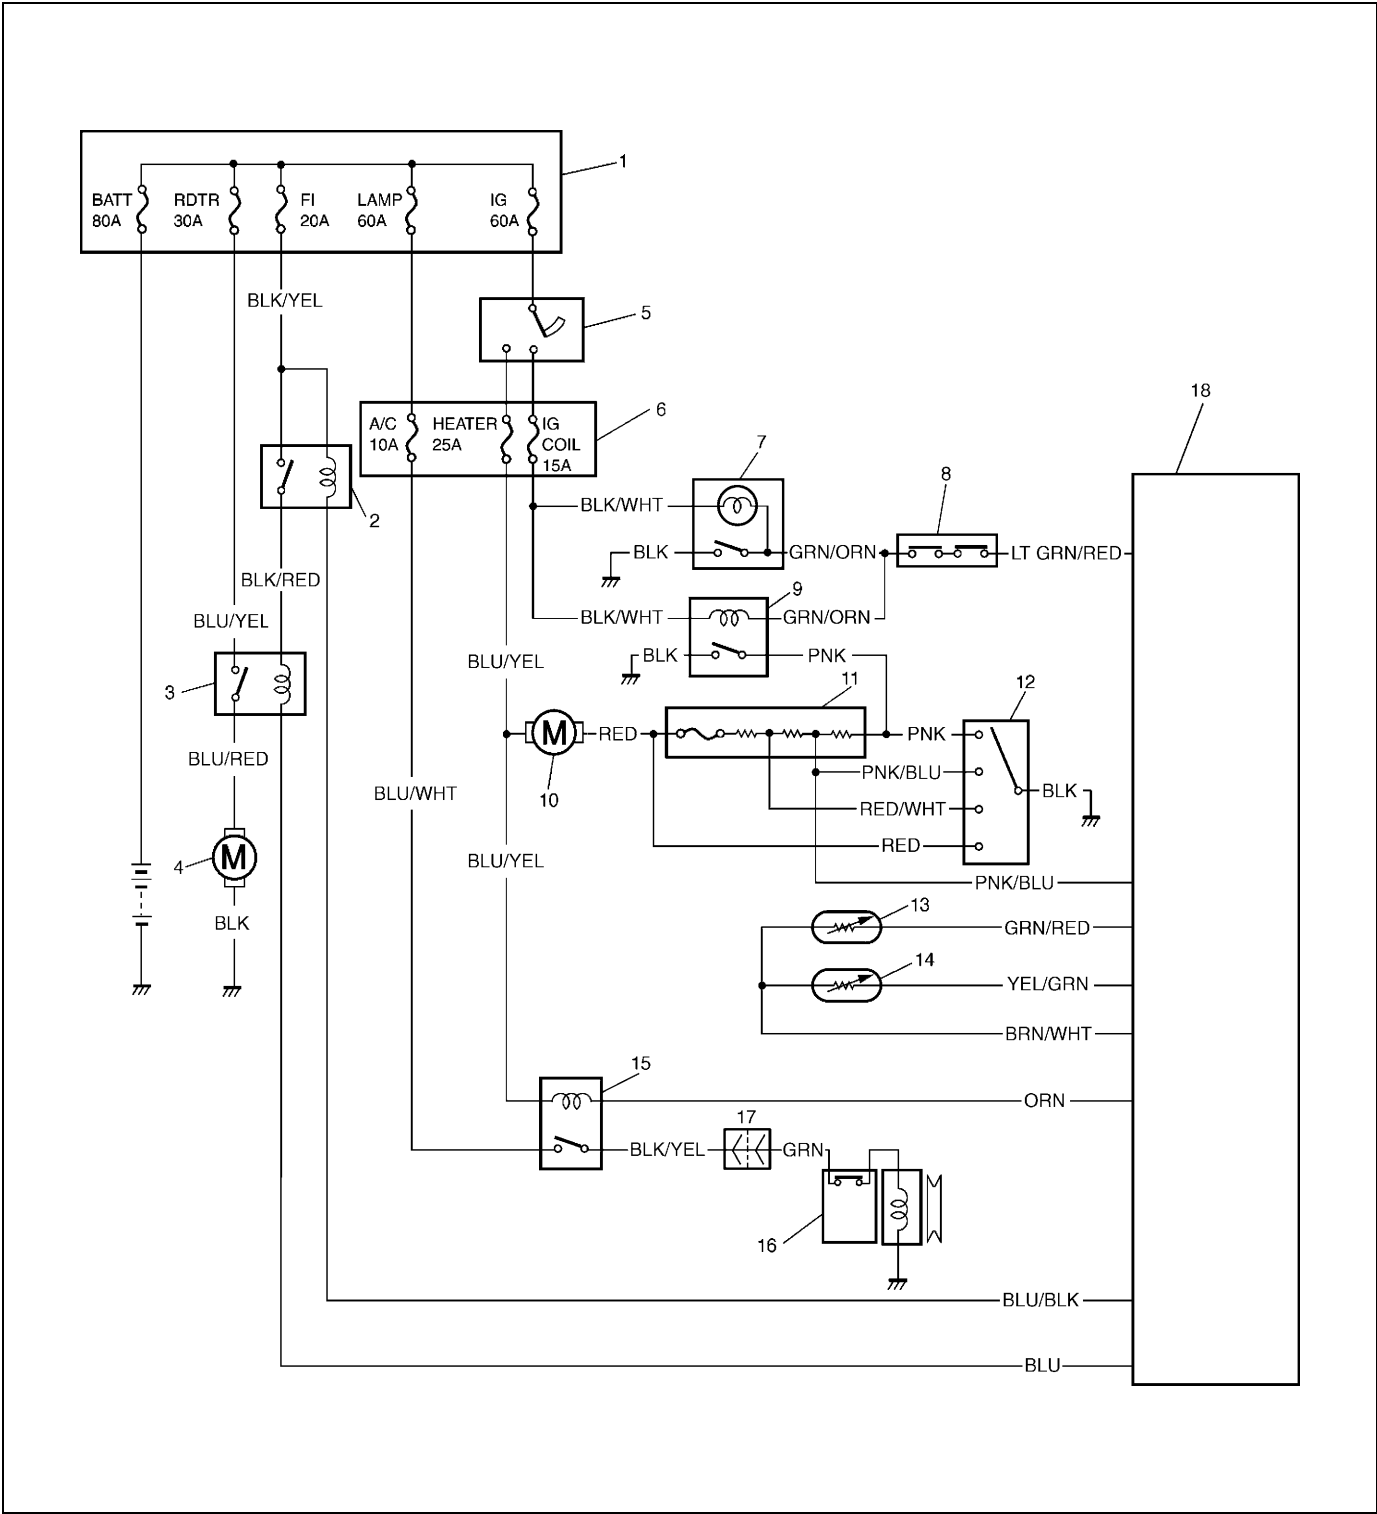 1
BATT
80A
RDTR
30A
FI
20A
LAMP
60A
IG
60A
BLK/YEL
5
18
6
A/C
10A
HEATER
25A
IG
COIL
15A
7
8
2
BLK/WHT
BLK
GRN/ORN
LT GRN/RED
BLK/RED
9
BLU/YEL
BLK/WHT
GRN/ORN
BLU/YEL
BLK
PNK
3
11
12
M
RED
PNK
BLU/RED
PNK/BLU
10
BLU/WHT
BLK
RED/WHT
RED
4
M
BLU/YEL
PNK/BLU
13
BLK
GRN/RED
14
YEL/GRN
BRN/WHT
15
ORN
17
BLK/YEL
GRN
16
BLU/BLK
BLU